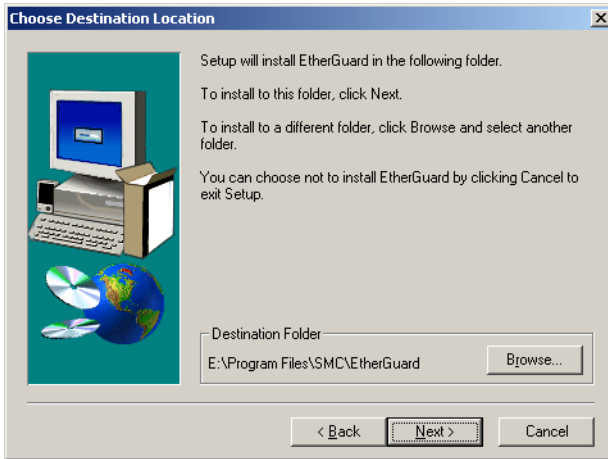 Choose Destination Location
Setup will install EtherGuard in the following folder.
To install to this folder, click Next.
To install to a different folder, click Browse and select another
folder.
You can choose not to install EtherGuard by clicking Cancel to
exit Setup.
Destination Folder
E:\Program Files\SMC\EtherGuard
Browse...
< Back
Next >
Cancel